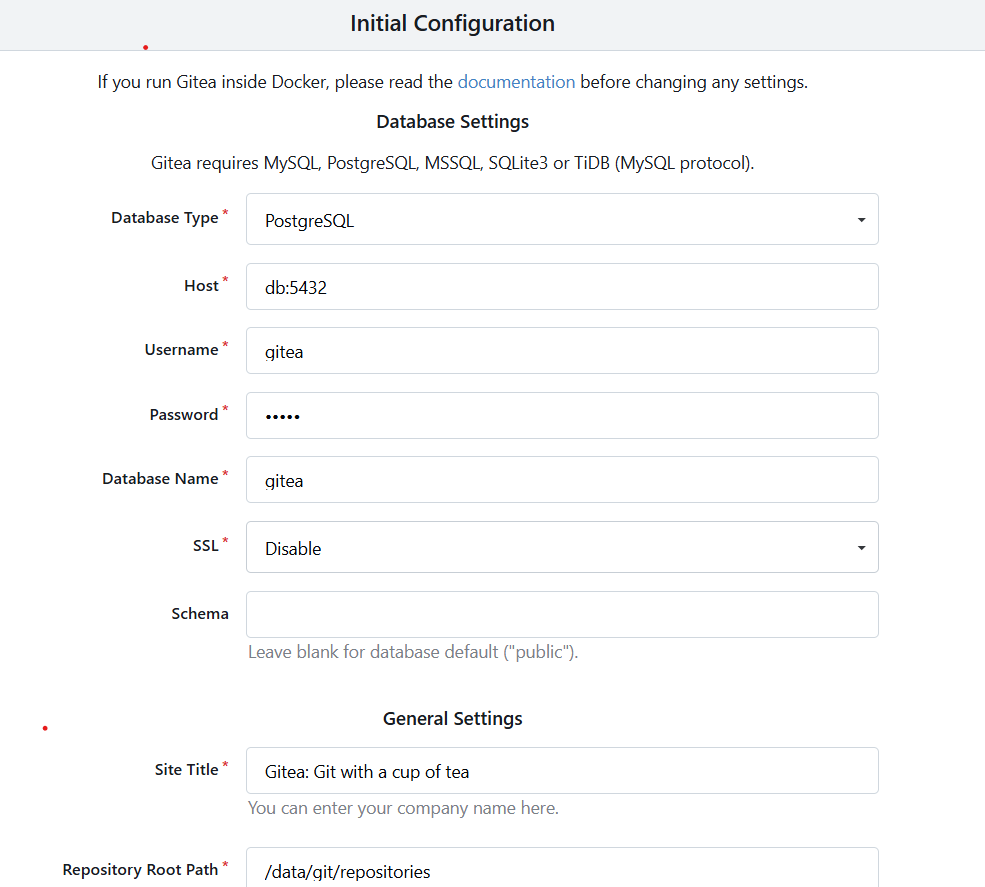 Initial Configuration
If you run Gitea inside Docker, please read the documentation before changing any settings.
Database Settings
Gitea requires MySQL, PostgreSQL, MSSQL, SQLite3 or TiDB (MySQL protocol).
Database Type *
PostgreSQL
Host *
db:5432
Username *
gitea
Password *
•••••
Database Name *
gitea
SSL *
Disable
Schema
Leave blank for database default ("public").
General Settings
Site Title *
Gitea: Git with a cup of tea
You can enter your company name here.
Repository Root Path *
/data/git/repositories